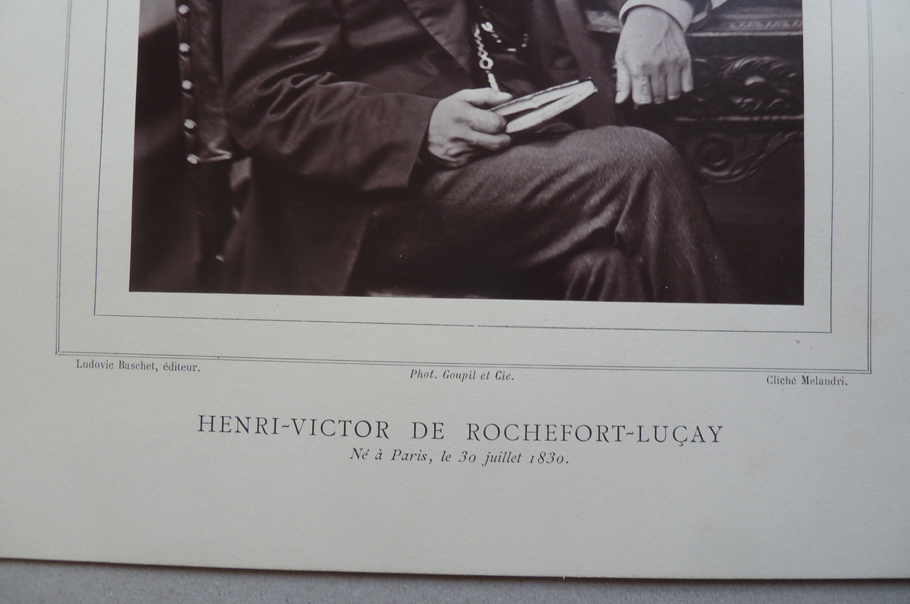 Ludovic Baschet, éditeur.
Phot. Goupil et Cie.
Cliché Melandri.
HENRI-VICTOR DE ROCHEFORT-LUÇAY
Né à Paris, le 30 juillet 1830.